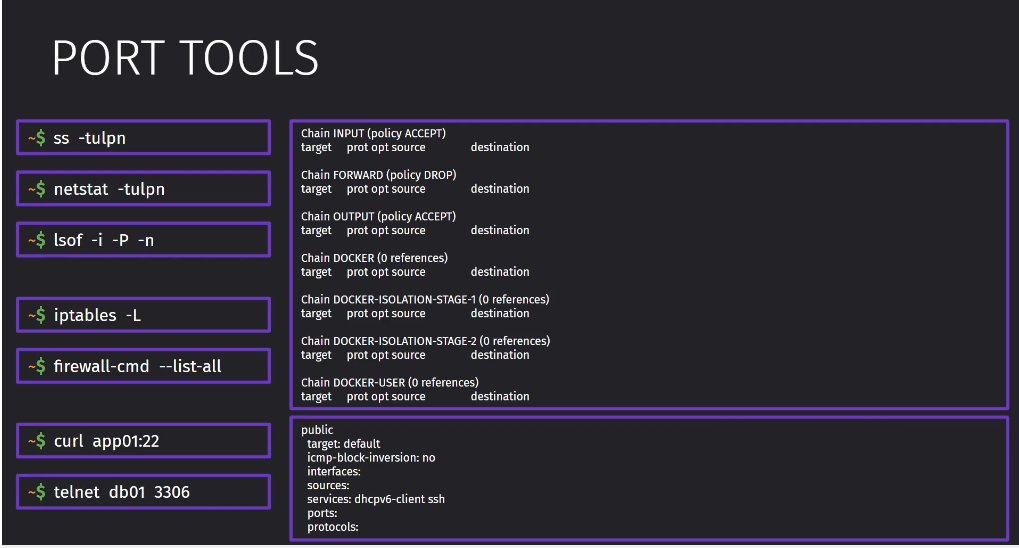 PORT TOOLS
~$ ss -tulpn
~$ netstat -tulpn
~$ lsof -i -P -n
~$ iptables -L
~$ firewall-cmd --list-all
~$ curl app01:22
~$ telnet db01 3306
Chain INPUT (policy ACCEPT)
target prot opt source destination
Chain FORWARD (policy DROP)
target prot opt source destination
Chain OUTPUT (policy ACCEPT)
target prot opt source destination
Chain DOCKER (0 references)
target prot opt source destination
Chain DOCKER-ISOLATION-STAGE-1 (0 references)
target prot opt source destination
Chain DOCKER-ISOLATION-STAGE-2 (0 references)
target prot opt source destination
Chain DOCKER-USER (0 references)
target prot opt source destination
public
target: default
icmp-block-inversion: no
interfaces:
sources:
services: dhcpv6-client ssh
ports:
protocols: